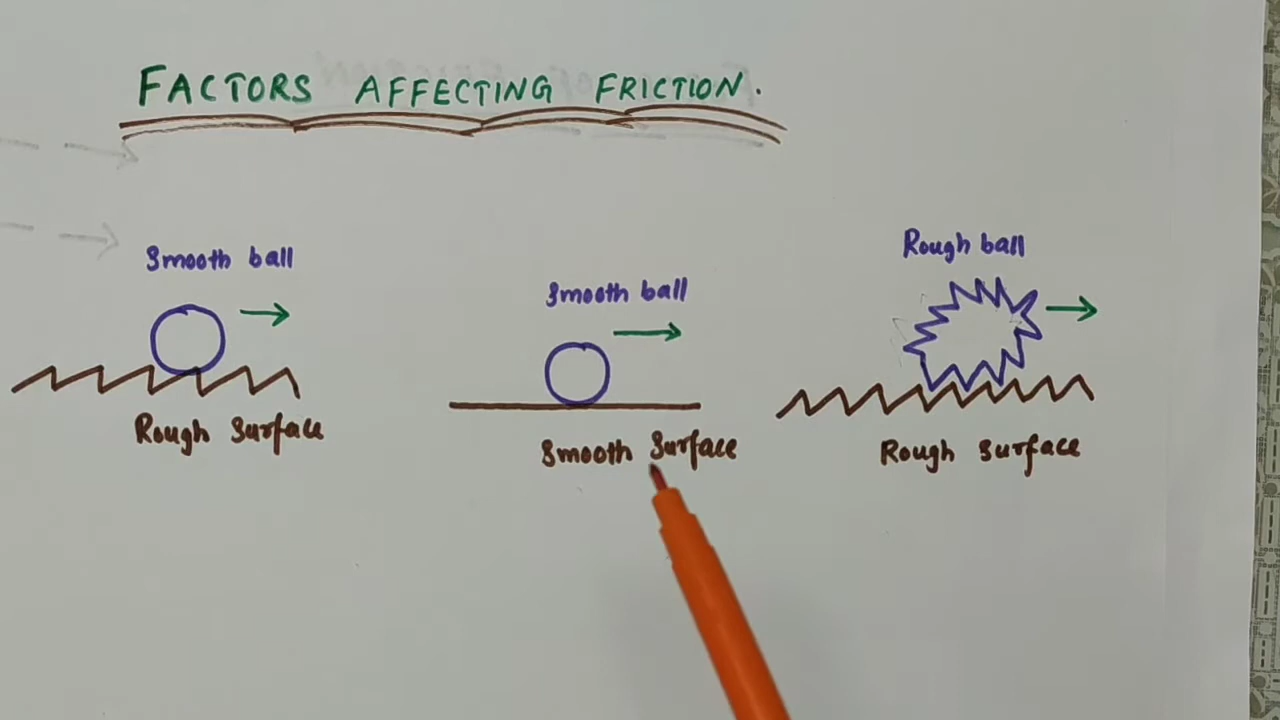 FACTORS AFFECTING FRICTION.
Smooth ball
Rough Surface
Smooth ball
Smooth Surface
Rough ball
Rough Surface